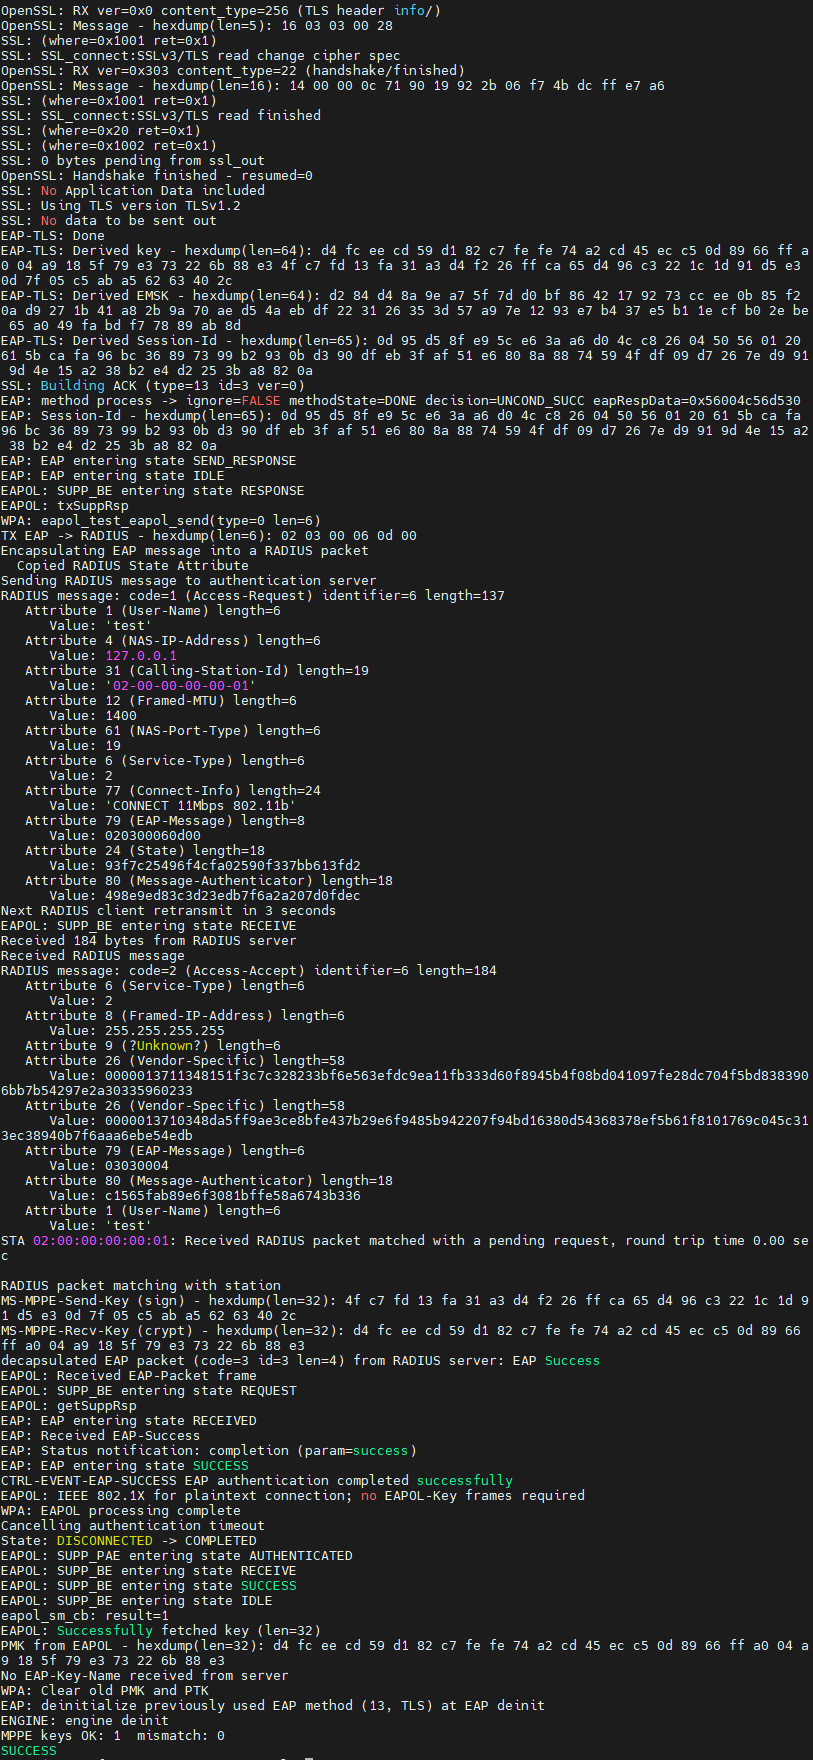 OpenSSL: RX ver=0x0 content_type=256 (TLS header info/)
OpenSSL: Message - hexdump(len=5): 16 03 03 00 28
SSL: (where=0x1001 ret=0x1)
SSL: SSL_connect:SSLv3/TLS read change cipher spec
OpenSSL: RX ver=0x303 content_type=22 (handshake/finished)
OpenSSL: Message - hexdump(len=16): 14 00 00 0c 71 90 19 92 2b 06 f7 4b dc ff e7 a6
SSL: (where=0x1001 ret=0x1)
SSL: SSL_connect:SSLv3/TLS read finished
SSL: (where=0x20 ret=0x1)
SSL: (where=0x1002 ret=0x1)
SSL: 0 bytes pending from ssl_out
OpenSSL: Handshake finished - resumed=0
SSL: No Application Data included
SSL: Using TLS version TLSv1.2
SSL: No data to be sent out
EAP-TLS: Done
EAP-TLS: Derived key - hexdump(len=64): d4 fc ee cd 59 d1 82 c7 fe fe 74 a2 cd 45 ec c5 0d 89 66 ff a
0 04 a9 18 5f 79 e3 73 22 6b 88 e3 4f c7 fd 13 fa 31 a3 d4 f2 26 ff ca 65 d4 96 c3 22 1c 1d 91 d5 e3
0d 7f 05 c5 ab a5 62 63 40 2c
EAP-TLS: Derived EMSK - hexdump(len=64): d2 84 d4 8a 9e a7 5f 7d d0 bf 86 42 17 92 73 cc ee 0b 85 f2
0a d9 27 1b 41 a8 2b 9a 70 ae d5 4a eb df 22 31 26 35 3d 57 a9 7e 12 93 e7 b4 37 e5 b1 1e cf b0 2e be
65 a0 49 fa bd f7 78 89 ab 8d
EAP-TLS: Derived Session-Id - hexdump(len=65): 0d 95 d5 8f e9 5c e6 3a a6 d0 4c c8 26 04 50 56 01 20
61 5b ca fa 96 bc 36 89 73 99 b2 93 0b d3 90 df eb 3f af 51 e6 80 8a 88 74 59 4f df 09 d7 26 7e d9 91
9d 4e 15 a2 38 b2 e4 d2 25 3b a8 82 0a
SSL: Building ACK (type=13 id=3 ver=0)
EAP: method process -> ignore=FALSE methodState=DONE decision=UNCOND_SUCC eapRespData=0x56004c56d530
EAP: Session-Id - hexdump(len=65): 0d 95 d5 8f e9 5c e6 3a a6 d0 4c c8 26 04 50 56 01 20 61 5b ca fa
96 bc 36 89 73 99 b2 93 0b d3 90 df eb 3f af 51 e6 80 8a 88 74 59 4f df 09 d7 26 7e d9 91 9d 4e 15 a2
38 b2 e4 d2 25 3b a8 82 0a
EAP: EAP entering state SEND_RESPONSE
EAP: EAP entering state IDLE
EAPOL: SUPP_BE entering state RESPONSE
EAPOL: txSuppRsp
WPA: eapol_test_eapol_send(type=0 len=6)
TX EAP -> RADIUS - hexdump(len=6): 02 03 00 06 0d 00
Encapsulating EAP message into a RADIUS packet
Copied RADIUS State Attribute
Sending RADIUS message to authentication server
RADIUS message: code=1 (Access-Request) identifier=6 length=137
Attribute 1 (User-Name) length=6
Value: 'test'
Attribute 4 (NAS-IP-Address) length=6
Value: 127.0.0.1
Attribute 31 (Calling-Station-Id) length=19
Value: '02-00-00-00-00-01'
Attribute 12 (Framed-MTU) length=6
Value: 1400
Attribute 61 (NAS-Port-Type) length=6
Value: 19
Attribute 6 (Service-Type) length=6
Value: 2
Attribute 77 (Connect-Info) length=24
Value: 'CONNECT 11Mbps 802.11b'
Attribute 79 (EAP-Message) length=8
Value: 020300060d00
Attribute 24 (State) length=18
Value: 93f7c25496f4cfa02590f337bb613fd2
Attribute 80 (Message-Authenticator) length=18
Value: 498e9ed83c3d23edb7f6a2a207d0fdec
Next RADIUS client retransmit in 3 seconds
EAPOL: SUPP_BE entering state RECEIVE
Received 184 bytes from RADIUS server
Received RADIUS message
RADIUS message: code=2 (Access-Accept) identifier=6 length=184
Attribute 6 (Service-Type) length=6
Value: 2
Attribute 8 (Framed-IP-Address) length=6
Value: 255.255.255.255
Attribute 9 (?Unknown?) length=6
Attribute 26 (Vendor-Specific) length=58
Value: 0000013711348151f3c7c328233bf6e563efdc9ea11fb333d60f8945b4f08bd041097fe28dc704f5bd838390
6bb7b54297e2a30335960233
Attribute 26 (Vendor-Specific) length=58
Value: 0000013710348da5ff9ae3ce8bfe437b29e6f9485b942207f94bd16380d54368378ef5b61f8101769c045c31
3ec38940b7f6aaa6ebe54edb
Attribute 79 (EAP-Message) length=6
Value: 03030004
Attribute 80 (Message-Authenticator) length=18
Value: c1565fab89e6f3081bffe58a6743b336
Attribute 1 (User-Name) length=6
Value: 'test'
STA 02:00:00:00:00:01: Received RADIUS packet matched with a pending request, round trip time 0.00 se
c
RADIUS packet matching with station
MS-MPPE-Send-Key (sign) - hexdump(len=32): 4f c7 fd 13 fa 31 a3 d4 f2 26 ff ca 65 d4 96 c3 22 1c 1d 9
1 d5 e3 0d 7f 05 c5 ab a5 62 63 40 2c
MS-MPPE-Recv-Key (crypt) - hexdump(len=32): d4 fc ee cd 59 d1 82 c7 fe fe 74 a2 cd 45 ec c5 0d 89 66
ff a0 04 a9 18 5f 79 e3 73 22 6b 88 e3
decapsulated EAP packet (code=3 id=3 len=4) from RADIUS server: EAP Success
EAPOL: Received EAP-Packet frame
EAPOL: SUPP_BE entering state REQUEST
EAPOL: getSuppRsp
EAP: EAP entering state RECEIVED
EAP: Received EAP-Success
EAP: Status notification: completion (param=success)
EAP: EAP entering state SUCCESS
CTRL-EVENT-EAP-SUCCESS EAP authentication completed successfully
EAPOL: IEEE 802.1X for plaintext connection; no EAPOL-Key frames required
WPA: EAPOL processing complete
Cancelling authentication timeout
State: DISCONNECTED -> COMPLETED
EAPOL: SUPP_PAE entering state AUTHENTICATED
EAPOL: SUPP_BE entering state RECEIVE
EAPOL: SUPP_BE entering state SUCCESS
EAPOL: SUPP_BE entering state IDLE
eapol_sm_cb: result=1
EAPOL: Successfully fetched key (len=32)
PMK from EAPOL - hexdump(len=32): d4 fc ee cd 59 d1 82 c7 fe fe 74 a2 cd 45 ec c5 0d 89 66 ff a0 04 a
9 18 5f 79 e3 73 22 6b 88 e3
No EAP-Key-Name received from server
WPA: Clear old PMK and PTK
EAP: deinitialize previously used EAP method (13, TLS) at EAP deinit
ENGINE: engine deinit
MPPE keys OK: 1  mismatch: 0
SUCCESS